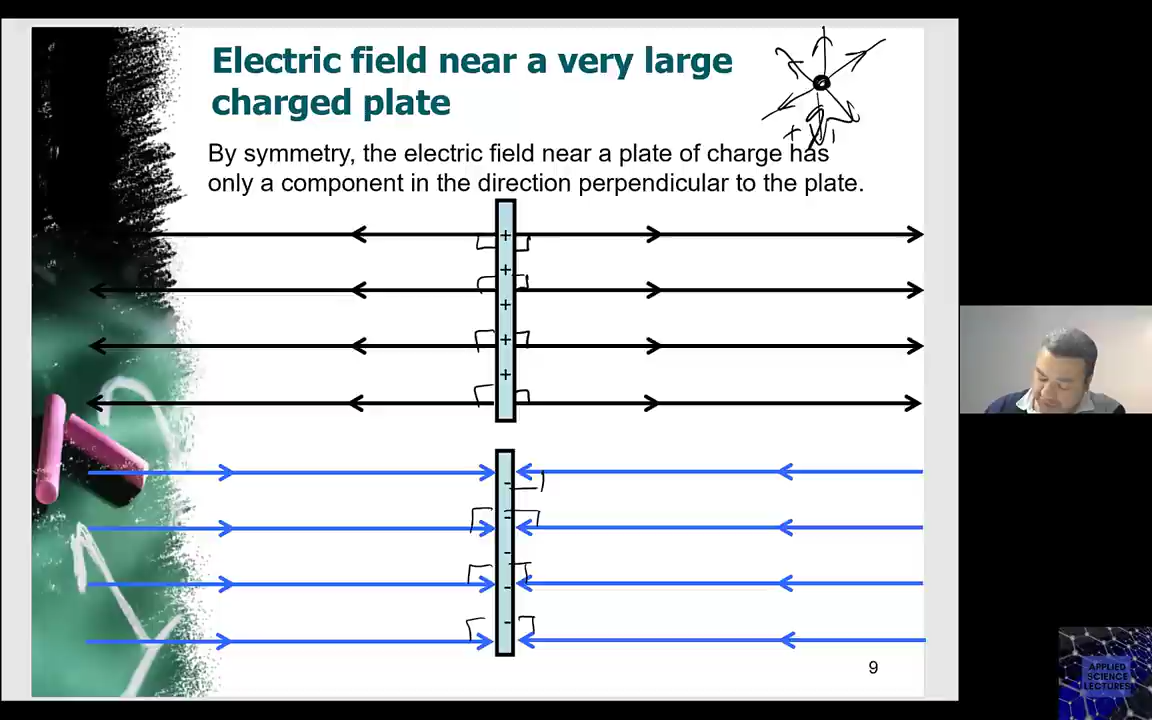 Electric field near a very large
charged plate
By symmetry, the electric field near a plate of charge has
only a component in the direction perpendicular to the plate.
+
+
+
+
+
-
-
-
-
-
9
APPLIED
SCIENCE
LECTURES